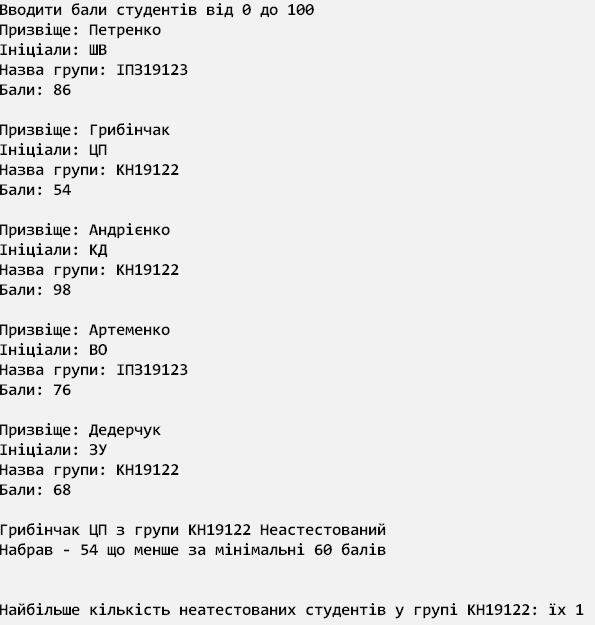 Вводити бали студентів від 0 до 100
Призвіще: Петренко
Ініціали: ШВ
Назва групи: ІПЗ19123
Бали: 86
Призвіще: Грибінчак
Ініціали: ЦП
Назва групи: КН19122
Бали: 54
Призвіще: Андрієнко
Ініціали: КД
Назва групи: КН19122
Бали: 98
Призвіще: Артеменко
Ініціали: ВО
Назва групи: ІПЗ19123
Бали: 76
Призвіще: Дедерчук
Ініціали: ЗУ
Назва групи: КН19122
Бали: 68
Грибінчак ЦП з групи КН19122 Неастестований
Набрав - 54 що менше за мінімальні 60 балів
Найбільше кількість неатестованих студентів у групі КН19122: їх 1